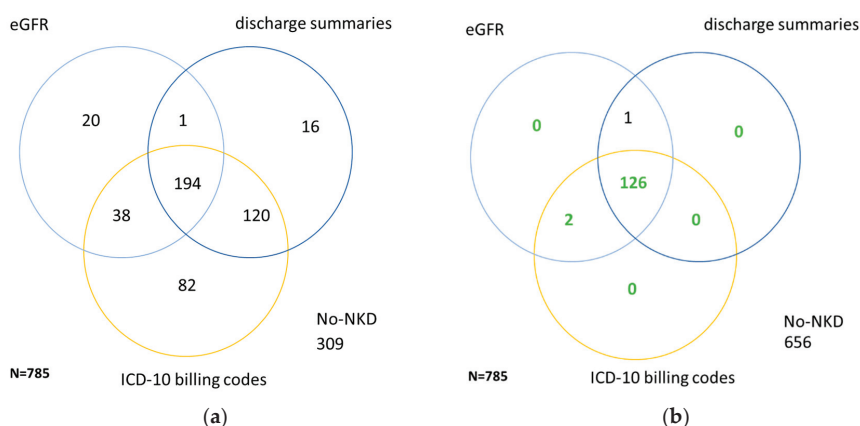 eGFR
discharge summaries
20
1
16
194
38
120
82
No-NKD
309
N=785
ICD-10 billing codes
(a)
eGFR
discharge summaries
0
1
0
126
2
0
0
No-NKD
656
N=785
ICD-10 billing codes
(b)